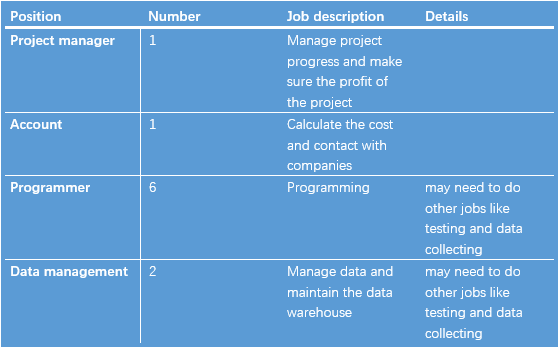 Position Number Job description Details
Project manager 1 Manage project
progress and make
sure the profit of
the project
Account 1 Calculate the cost
and contact with
companies
Programmer 6 Programming may need to do
other jobs like
testing and data
collecting
Data management 2 Manage data and may need to do
maintain the data other jobs like
warehouse testing and data
collecting